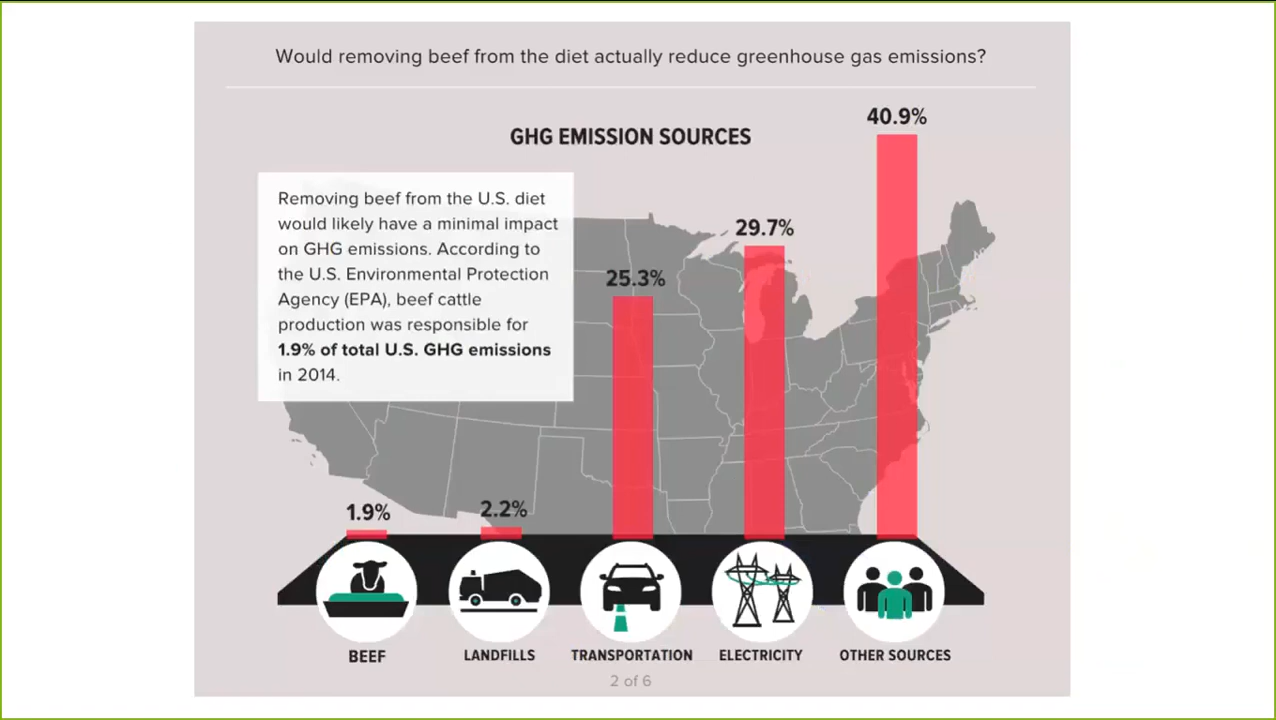 Would removing beef from the diet actually reduce greenhouse gas emissions?
GHG EMISSION SOURCES
40.9%
Removing beef from the U.S. diet
would likely have a minimal impact
on GHG emissions. According to
the U.S. Environmental Protection
Agency (EPA), beef cattle
production was responsible for
1.9% of total U.S. GHG emissions
in 2014.
29.7%
25.3%
1.9%
2.2%
BEEF
LANDFILLS
TRANSPORTATION
ELECTRICITY
OTHER SOURCES
2 of 6